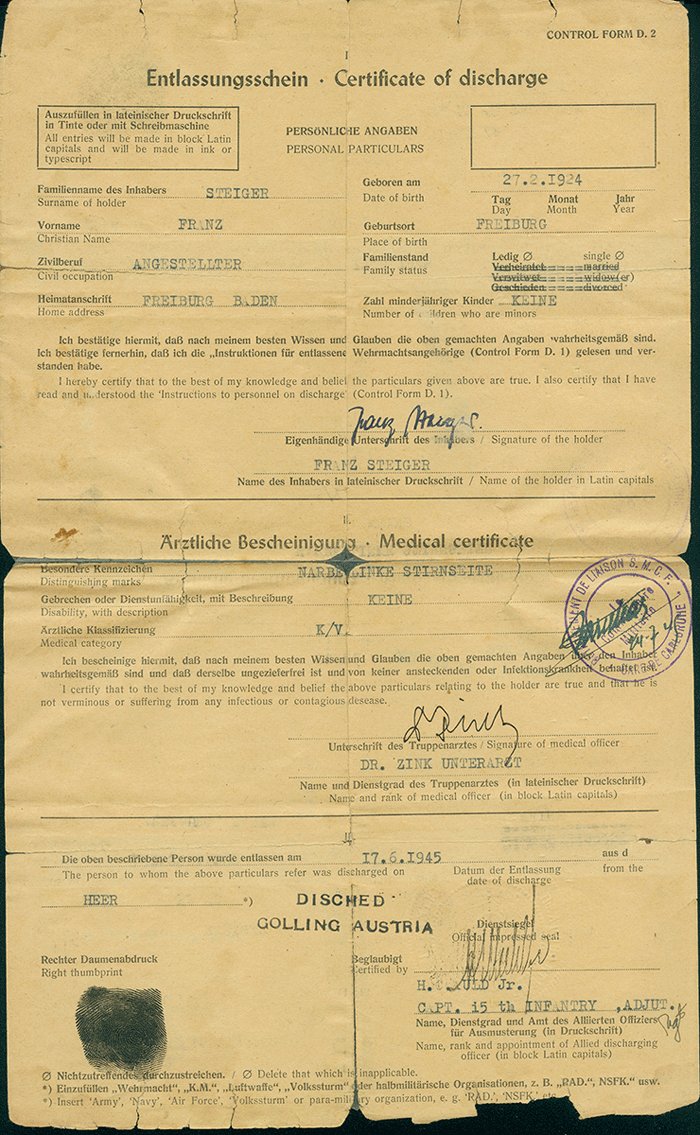 CONTROL FORM D. 2
I
Entlassungsschein · Certificate of discharge
Auszufüllen in lateinischer Druckschrift
in Tinte oder mit Schreibmaschine
All entries will be made in block Latin
capitals and will be made in ink or
typescript
PERSÖNLICHE ANGABEN
PERSONAL PARTICULARS
Familienname des Inhabers STEIGER
Surname of holder
Geboren am 27.2.1924
Date of birth
Tag Monat Jahr
Day Month Year
Vorname FRANZ
Christian Name
Geburtsort FREIBURG
Place of birth
Zivilberuf ANGESTELLTER
Civil occupation
Familienstand
Family status
Ledig Ø single Ø
Verheiratet married
Verwitwet widow(er)
Geschieden divorced
Heimatanschrift FREIBURG BADEN
Home address
Zahl minderjähriger Kinder KEINE
Number of children who are minors
Ich bestätige hiermit, daß nach meinem besten Wissen und Glauben die oben gemachten Angaben wahrheitsgemäß sind.
Ich bestätige fernerhin, daß ich die „Instruktionen für entlassene Wehrmachtsangehörige (Control Form D. 1) gelesen und ver-
standen habe.
I hereby certify that to the best of my knowledge and belief the particulars given above are true. I also certify that I have
read and understood the 'Instructions to personnel on discharge' (Control Form D. 1).
Franz Steiger.
Eigenhändige Unterschrift des Inhabers / Signature of the holder
FRANZ STEIGER
Name des Inhabers in lateinischer Druckschrift / Name of the holder in Latin capitals
II.
Ärztliche Bescheinigung · Medical certificate
Besondere Kennzeichen NARBE LINKE STIRNSEITE
Distinguishing marks
Gebrechen oder Dienstunfähigkeit, mit Beschreibung KEINE
Disability, with description
Ärztliche Klassifizierung K/V.
Medical category
Ich bescheinige hiermit, daß nach meinem besten Wissen und Glauben die oben gemachten Angaben über den Inhaber
wahrheitsgemäß sind und daß derselbe ungezieferfrei ist und von keiner ansteckenden oder Infektionskrankheit behaftet ist.
I certify that to the best of my knowledge and belief the above particulars relating to the holder are true and that he is
not verminous or suffering from any infectious or contagious disease.
DE LIAISON S. M. C. F.
CARLSRUHE
Zink
Unterschrift des Truppenarztes / Signature of medical officer
DR. ZINK UNTERARZT
Name und Dienstgrad des Truppenarztes (in lateinischer Druckschrift)
Name and rank of medical officer (in block Latin capitals)
III.
Die oben beschriebene Person wurde entlassen am 17.6.1945 aus d
The person to whom the above particulars refer was discharged on Datum der Entlassung from the
date of discharge
HEER *)
DISCHED
GOLLING AUSTRIA
Dienstsiegel
Official impressed seal
Rechter Daumenabdruck
Right thumbprint
Beglaubigt
Certified by
ULD Jr.
CAPT. 15 th INFANTRY ,ADJUT.
Name, Dienstgrad und Amt des Alliierten Offiziers
für Ausmusterung (in Druckschrift)
Name, rank and appointment of Allied discharging
officer (in block Latin capitals)
Ø Nichtzutreffendes durchzustreichen. / Ø Delete that which is inapplicable.
*) Einzufüllen „Wehrmacht“, „K.M.“, „Luftwaffe“, „Volkssturm“ oder halbmilitärische Organisationen, z. B. „RAD.“, NSFK.“ usw.
*) Insert 'Army', 'Navy', 'Air Force', 'Volkssturm' or para-military organization, e. g. 'RAD.', 'NSFK.' etc.